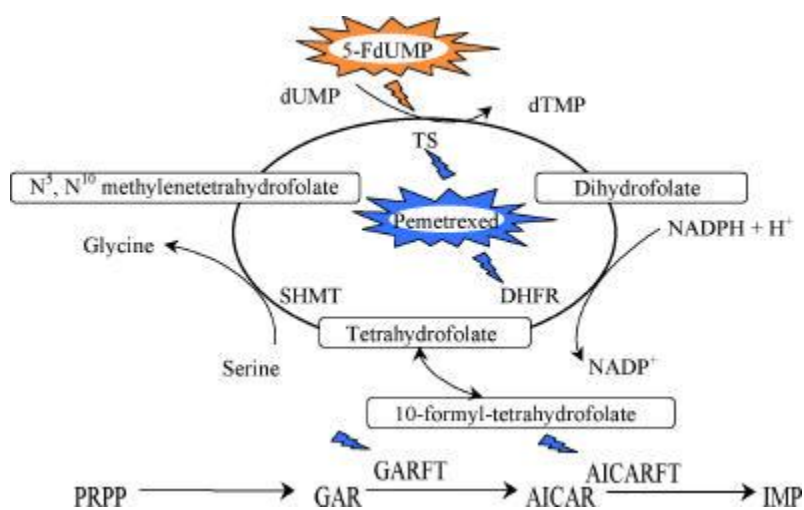 5-FdUMP
dUMP
dTMP
TS
N⁵, N¹⁰ methylenetetrahydrofolate
Dihydrofolate
Pemetrexed
NADPH + H⁺
Glycine
SHMT
DHFR
Tetrahydrofolate
Serine
NADP⁺
10-formyl-tetrahydrofolate
GARFT
AICARFT
PRPP
GAR
AICAR
IMP